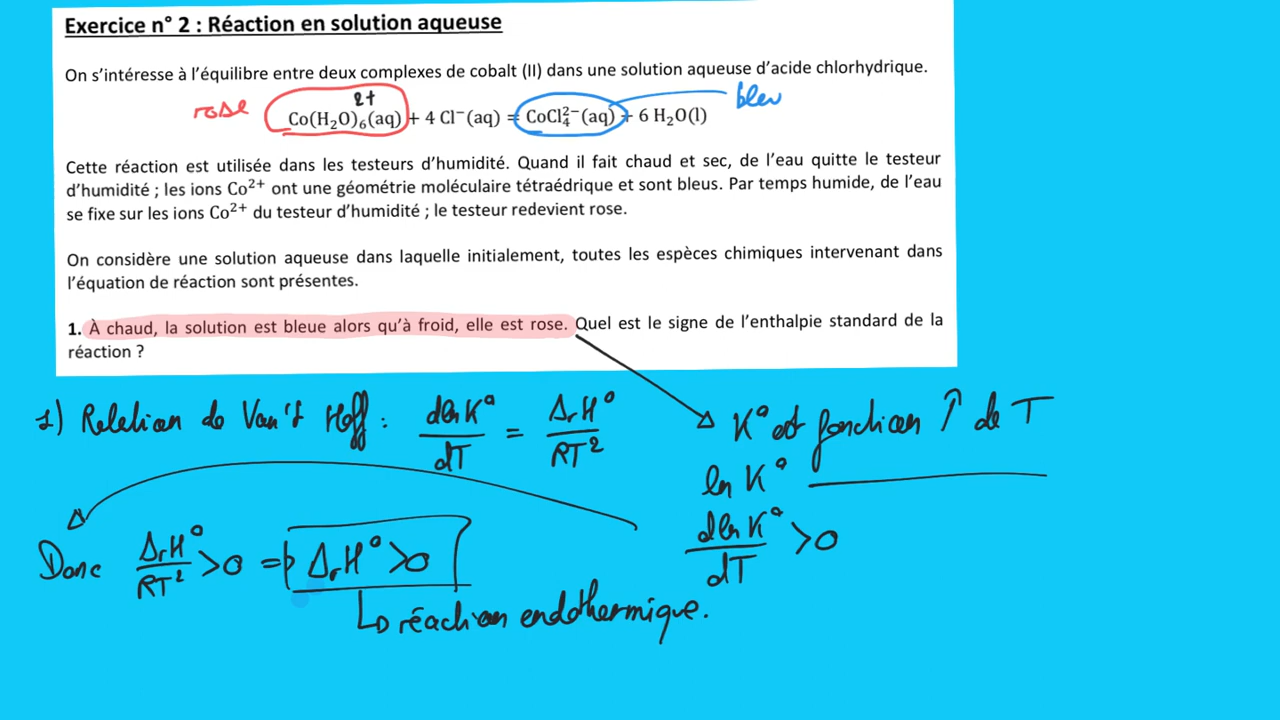 Exercice n° 2 : Réaction en solution aqueuse
On s'intéresse à l'équilibre entre deux complexes de cobalt (II) dans une solution aqueuse d'acide chlorhydrique.
rose 2+ bleu
Co(H₂O)₆(aq) + 4 Cl⁻(aq) = CoCl₄²⁻(aq) + 6 H₂O(l)
Cette réaction est utilisée dans les testeurs d'humidité. Quand il fait chaud et sec, de l'eau quitte le testeur
d'humidité ; les ions Co²⁺ ont une géométrie moléculaire tétraédrique et sont bleus. Par temps humide, de l'eau
se fixe sur les ions Co²⁺ du testeur d'humidité ; le testeur redevient rose.
On considère une solution aqueuse dans laquelle initialement, toutes les espèces chimiques intervenant dans
l'équation de réaction sont présentes.
1. À chaud, la solution est bleue alors qu'à froid, elle est rose. Quel est le signe de l'enthalpie standard de la
réaction ?
1) Relation de Van't Hoff : dlnK°/dT = ΔrH°/RT²
K° est fonction ↑ de T
ln K° ———
dlnK°/dT > 0
Donc ΔrH°/RT² > 0 ⇒ ΔrH° > 0
↳ réaction endothermique.